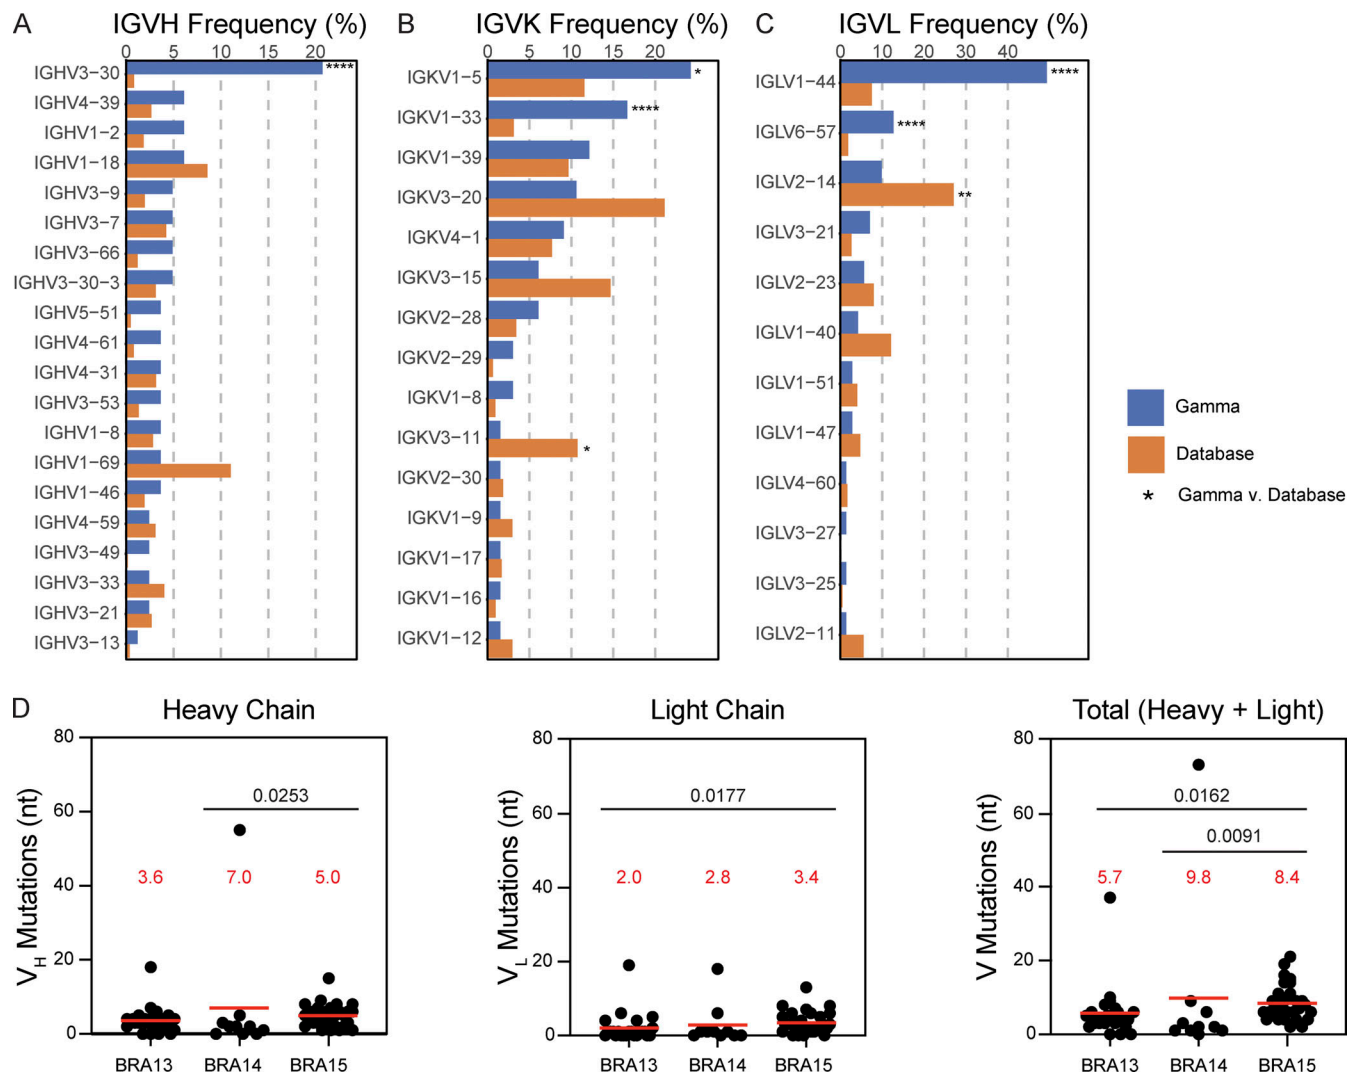 A IGVH Frequency (%)
0 5 10 15 20
IGHV3−30 ****
IGHV4−39
IGHV1−2
IGHV1−18
IGHV3−9
IGHV3−7
IGHV3−66
IGHV3−30−3
IGHV5−51
IGHV4−61
IGHV4−31
IGHV3−53
IGHV1−8
IGHV1−69
IGHV1−46
IGHV4−59
IGHV3−49
IGHV3−33
IGHV3−21
IGHV3−13
B IGVK Frequency (%)
0 5 10 15 20
IGKV1−5 *
IGKV1−33 ****
IGKV1−39
IGKV3−20
IGKV4−1
IGKV3−15
IGKV2−28
IGKV2−29
IGKV1−8
IGKV3−11 *
IGKV2−30
IGKV1−9
IGKV1−17
IGKV1−16
IGKV1−12
C IGVL Frequency (%)
0 10 20 30 40
IGLV1−44 ****
IGLV6−57 ****
IGLV2−14 **
IGLV3−21
IGLV2−23
IGLV1−40
IGLV1−51
IGLV1−47
IGLV4−60
IGLV3−27
IGLV3−25
IGLV2−11
Gamma
Database
* Gamma v. Database
D Heavy Chain
VH Mutations (nt)
80
60
40
20
0
0.0253
3.6 7.0 5.0
BRA13 BRA14 BRA15
Light Chain
VL Mutations (nt)
80
60
40
20
0
0.0177
2.0 2.8 3.4
BRA13 BRA14 BRA15
Total (Heavy + Light)
V Mutations (nt)
80
60
40
20
0
0.0162
0.0091
5.7 9.8 8.4
BRA13 BRA14 BRA15